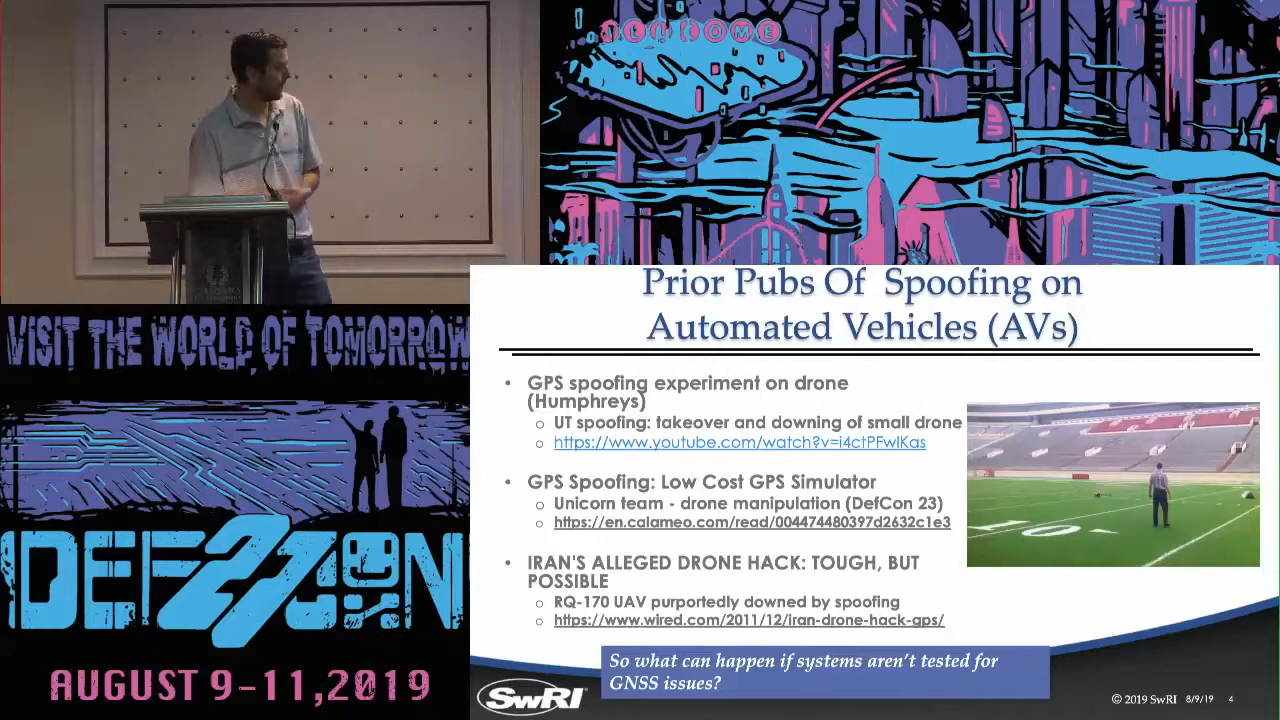 WELCOME
Prior Pubs Of Spoofing on
Automated Vehicles (AVs)
VISIT THE WORLD OF TOMORROW
• GPS spoofing experiment on drone
(Humphreys)
o UT spoofing: takeover and downing of small drone
o https://www.youtube.com/watch?v=i4ctPFwlKas
• GPS Spoofing: Low Cost GPS Simulator
o Unicorn team - drone manipulation (DefCon 23)
o https://en.calameo.com/read/004474480397d2632c1e3
• IRAN'S ALLEGED DRONE HACK: TOUGH, BUT
POSSIBLE
o RQ-170 UAV purportedly downed by spoofing
o https://www.wired.com/2011/12/iran-drone-hack-gps/
So what can happen if systems aren't tested for
GNSS issues?
DEF CON
27
AUGUST 9-11,2019
SwRI
© 2019 SwRI 8/9/19 4
10